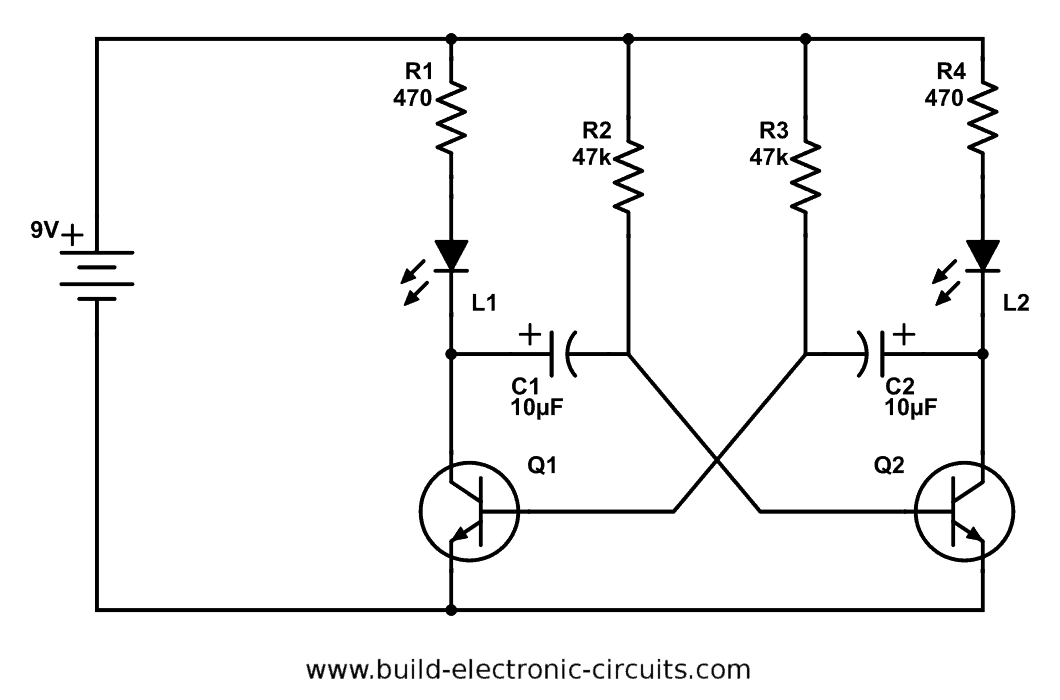 R1
470
R2
47k
R3
47k
R4
470
9V+
L1
L2
+
C1
10µF
+
C2
10µF
Q1
Q2
www.build-electronic-circuits.com